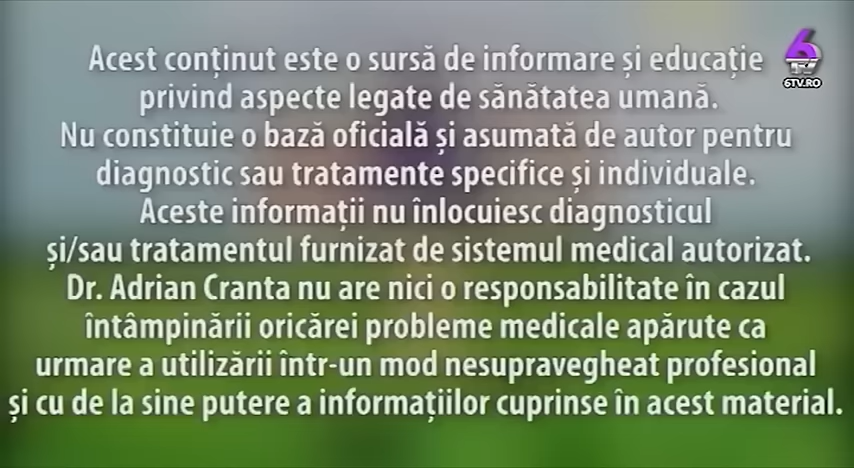 Acest conținut este o sursă de informare și educație
privind aspecte legate de sănătatea umană.
Nu constituie o bază oficială și asumată de autor pentru
diagnostic sau tratamente specifice și individuale.
Aceste informații nu înlocuiesc diagnosticul
și/sau tratamentul furnizat de sistemul medical autorizat.
Dr. Adrian Cranta nu are nici o responsabilitate în cazul
întâmpinării oricărei probleme medicale apărute ca
urmare a utilizării într-un mod nesupravegheat profesional
și cu de la sine putere a informațiilor cuprinse în acest material.
6
TV
6TV.RO